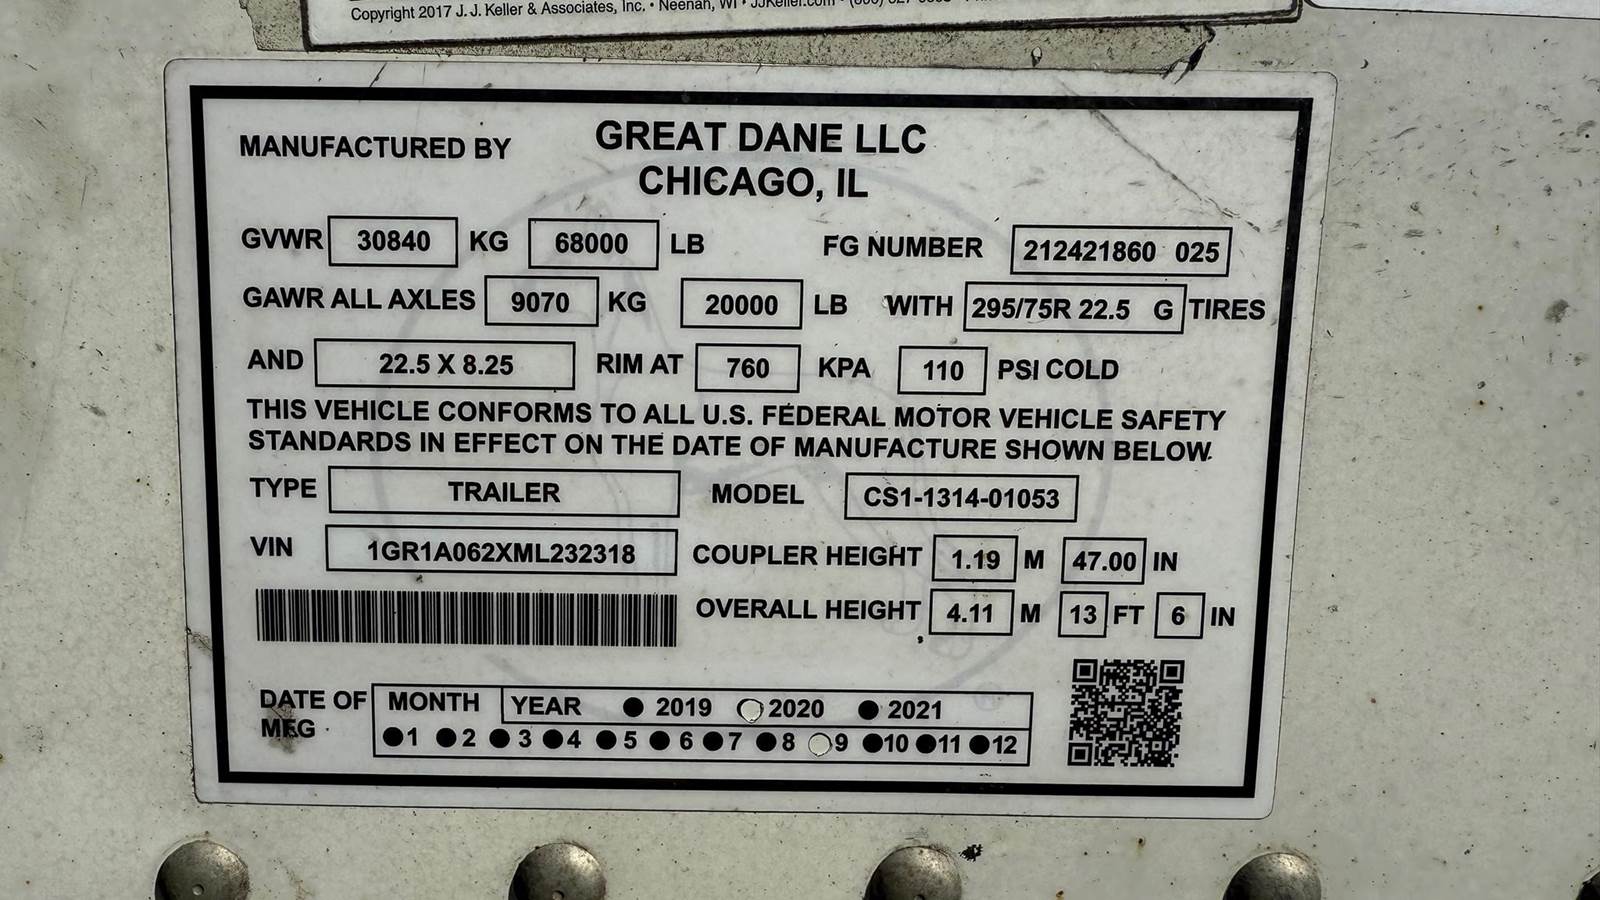 Copyright 2017 J. J. Keller & Associates, Inc. • Neenah, WI •
MANUFACTURED BY GREAT DANE LLC
CHICAGO, IL
GVWR 30840 KG 68000 LB FG NUMBER 212421860 025
GAWR ALL AXLES 9070 KG 20000 LB WITH 295/75R 22.5 G TIRES
AND 22.5 X 8.25 RIM AT 760 KPA 110 PSI COLD
THIS VEHICLE CONFORMS TO ALL U.S. FEDERAL MOTOR VEHICLE SAFETY
STANDARDS IN EFFECT ON THE DATE OF MANUFACTURE SHOWN BELOW.
TYPE TRAILER MODEL CS1-1314-01053
VIN 1GR1A062XML232318 COUPLER HEIGHT 1.19 M 47.00 IN
OVERALL HEIGHT 4.11 M 13 FT 6 IN
DATE OF MFG MONTH YEAR 2019 2020 2021
1 2 3 4 5 6 7 8 9 10 11 12